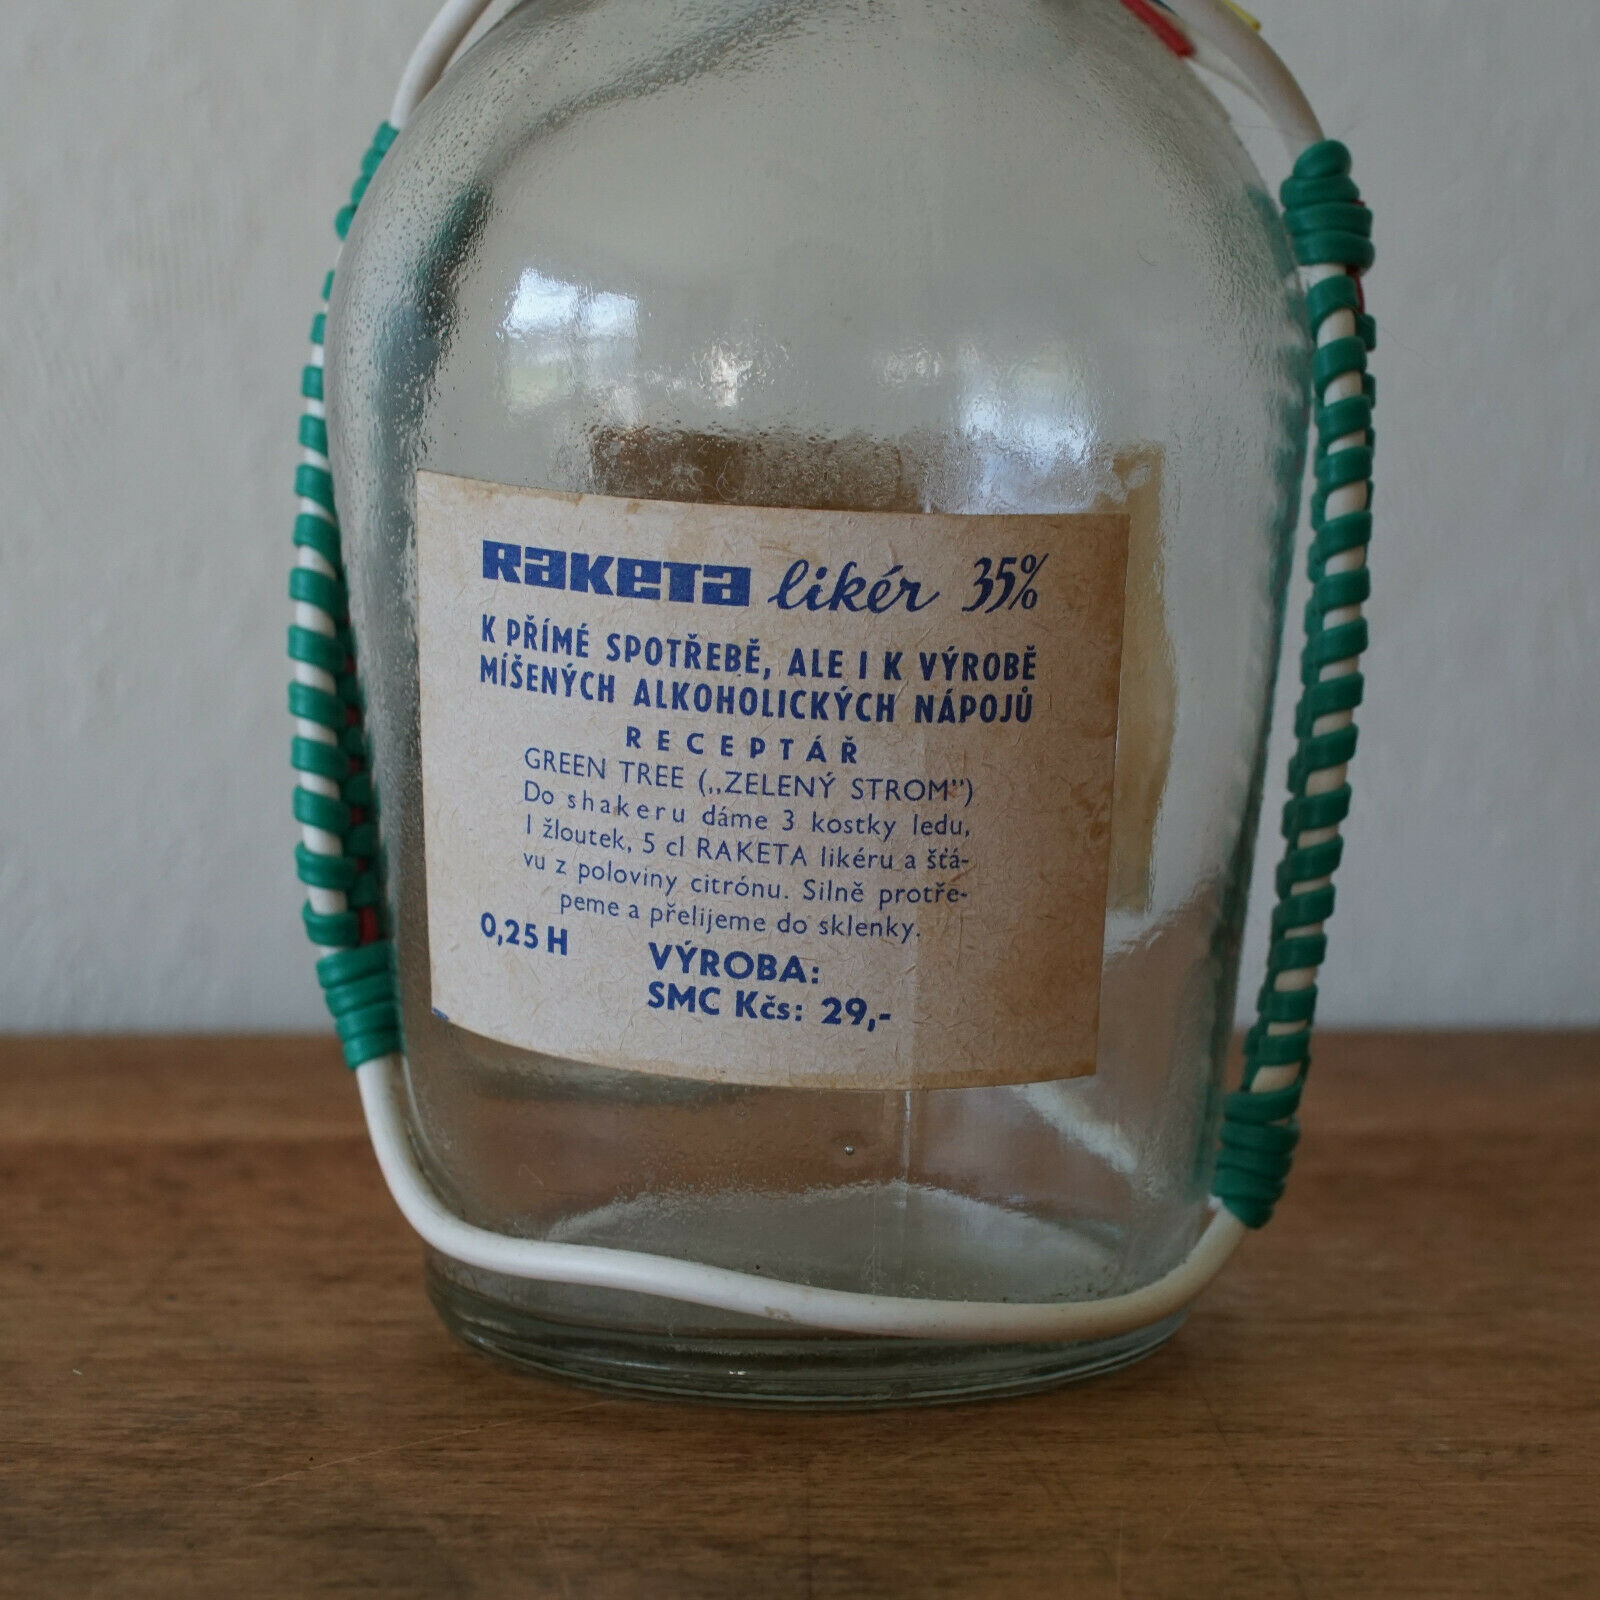 RAKETA likér 35%
K PŘÍMÉ SPOTŘEBĚ, ALE I K VÝROBĚ
MÍŠENÝCH ALKOHOLICKÝCH NÁPOJŮ
RECEPTÁŘ
GREEN TREE („ZELENÝ STROM")
Do shakeru dáme 3 kostky ledu,
1 žloutek, 5 cl RAKETA likéru a šťá-
vu z poloviny citrónu. Silně protře-
peme a přelijeme do sklenky.
0,25 H
VÝROBA:
SMC Kčs: 29,-